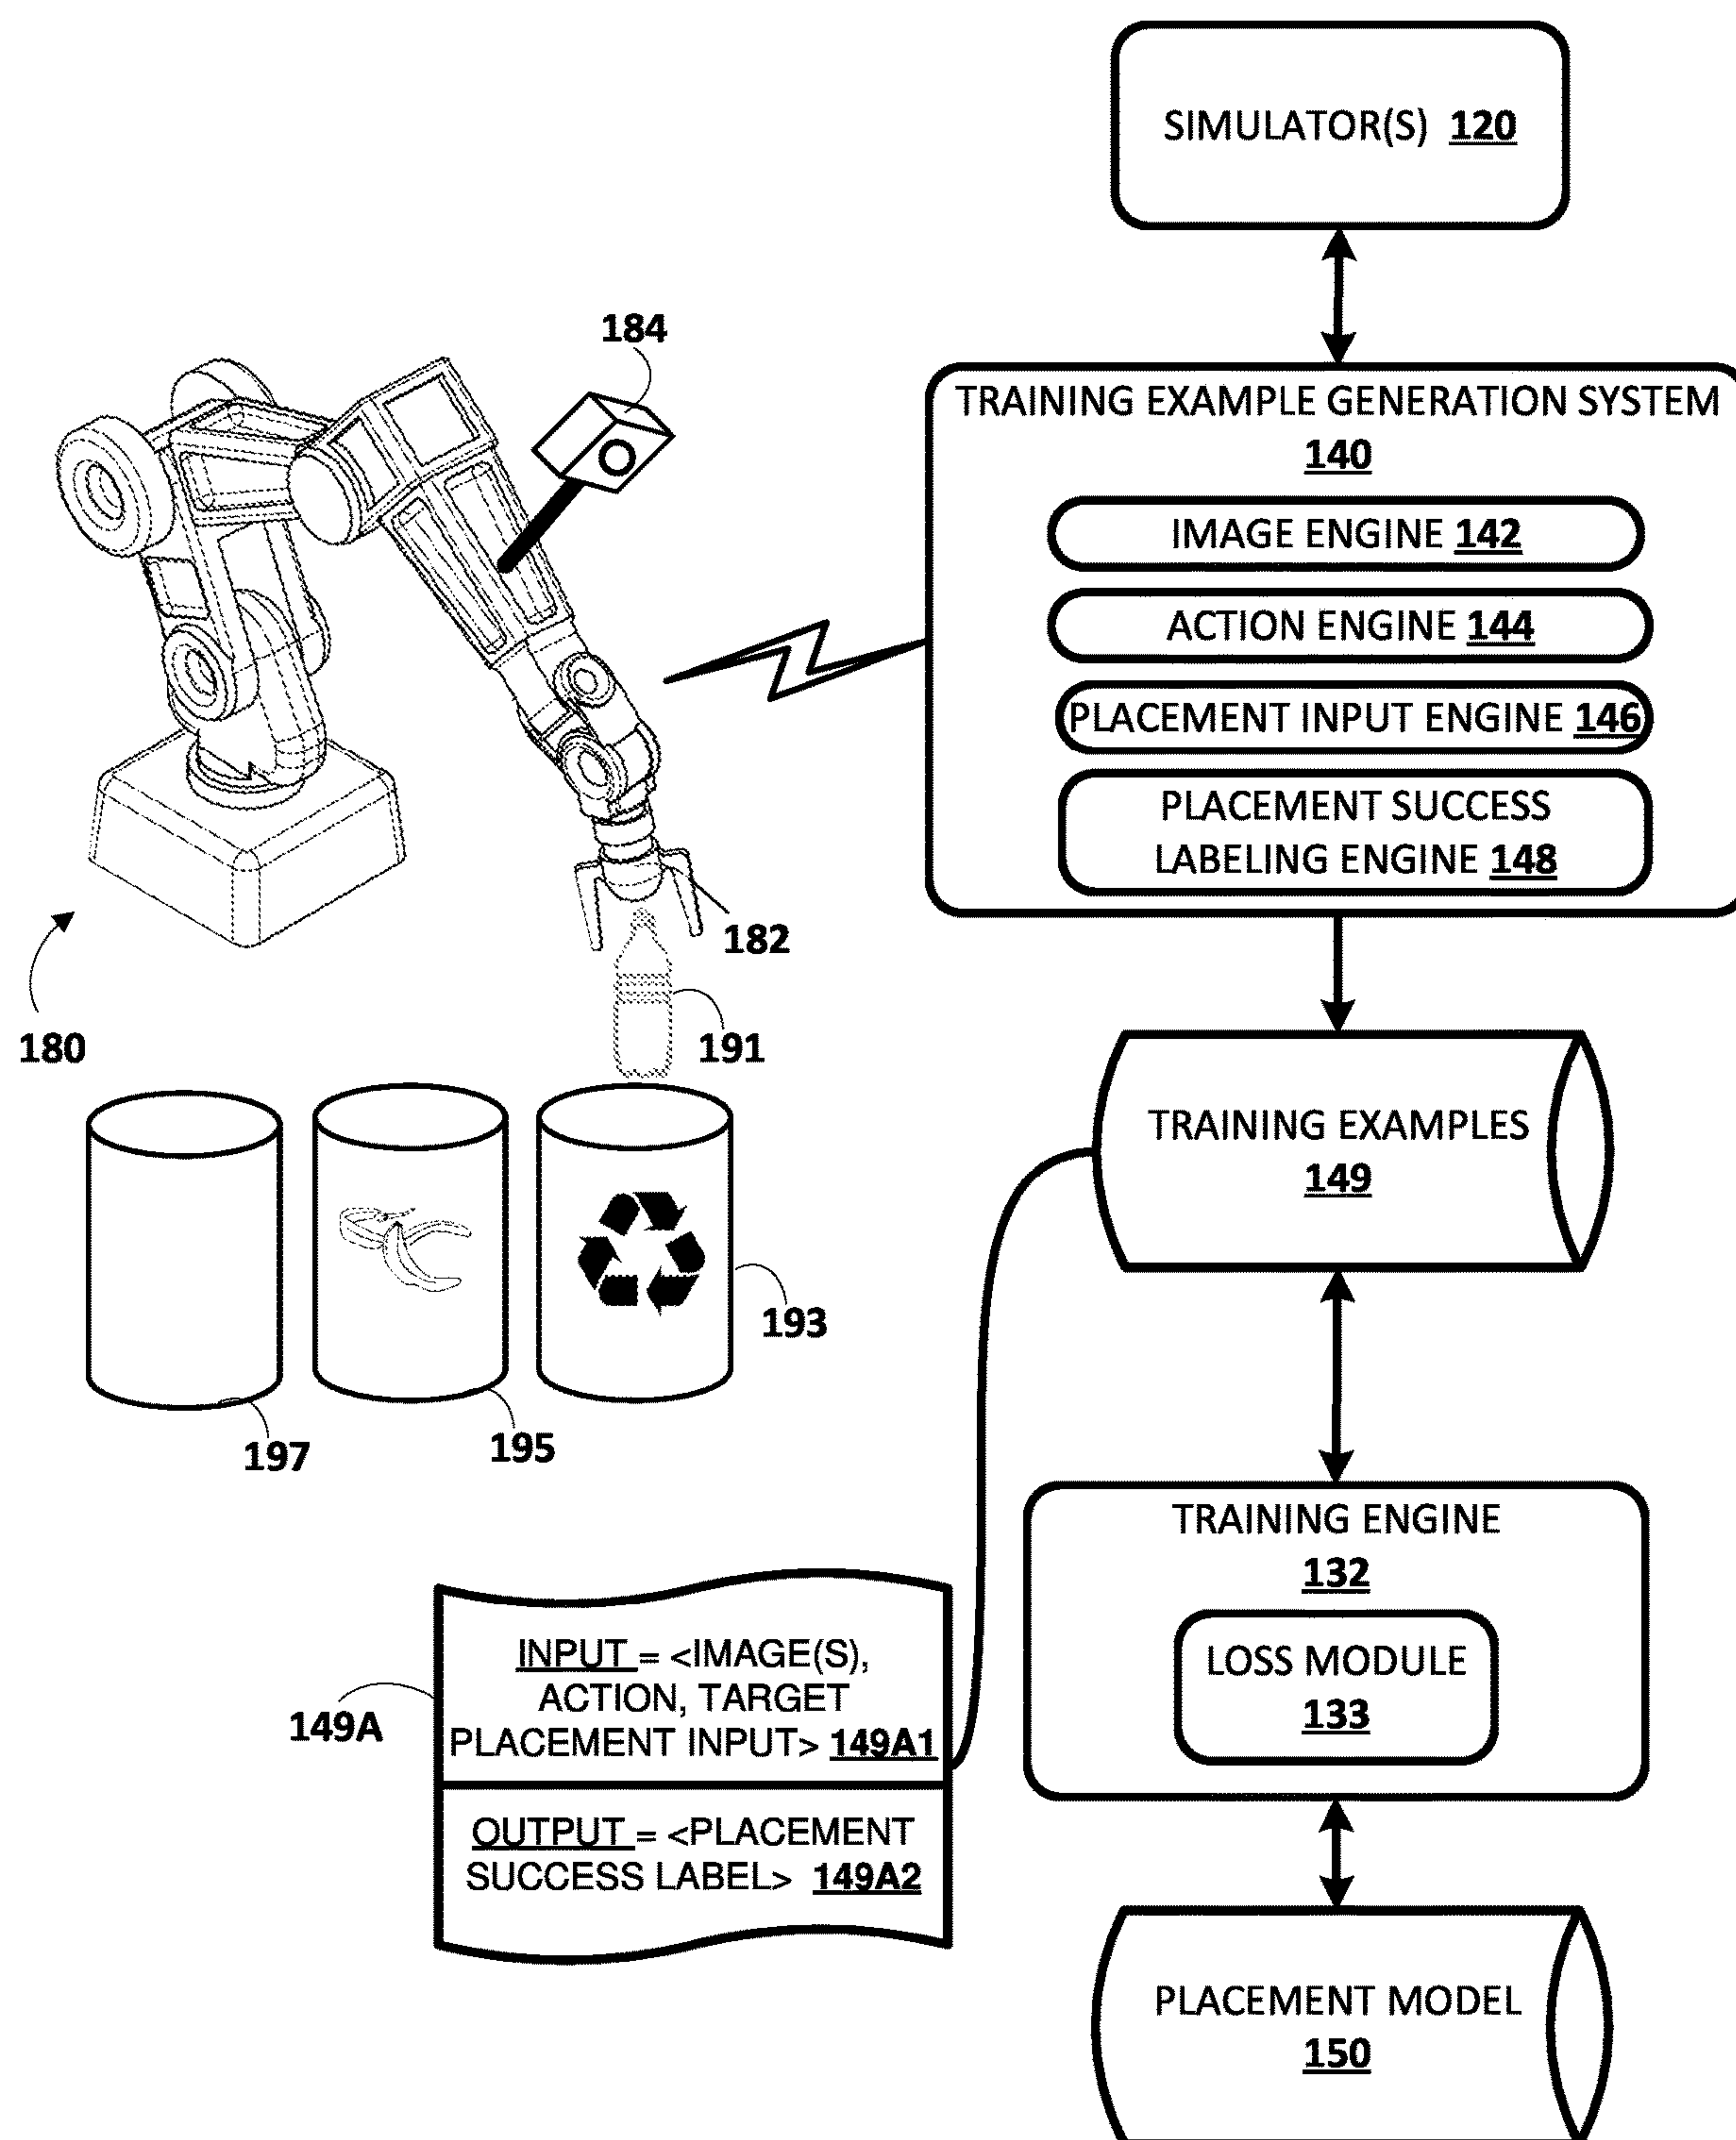 SIMULATOR(S) 120
184
TRAINING EXAMPLE GENERATION SYSTEM
140
IMAGE ENGINE 142
ACTION ENGINE 144
PLACEMENT INPUT ENGINE 146
PLACEMENT SUCCESS
LABELING ENGINE 148
182
180
191
TRAINING EXAMPLES
149
193
197
195
TRAINING ENGINE
132
LOSS MODULE
133
INPUT = <IMAGE(S),
ACTION, TARGET
PLACEMENT INPUT> 149A1
149A
OUTPUT = <PLACEMENT
SUCCESS LABEL> 149A2
PLACEMENT MODEL
150